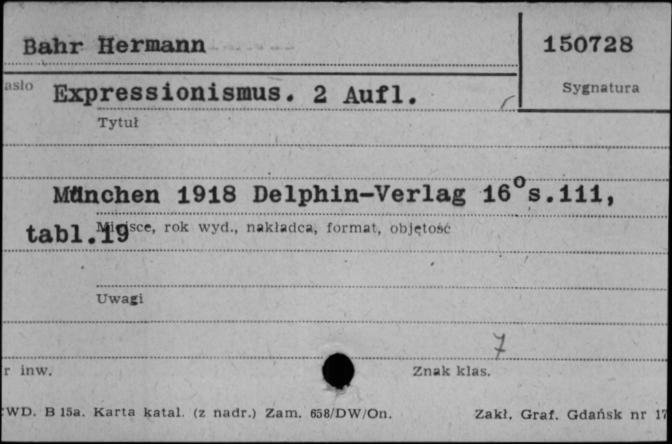 Bahr Hermann
150728
Sygnatura
asło
Expressionismus. 2 Aufl.
Tytuł
München 1918 Delphin-Verlag 16° s.111,
tabl.19
Miejsce, rok wyd., nakładca, format, objętość
Uwagi
7
r inw.
Znak klas.
WD. B 15a. Karta katal. (z nadr.) Zam. 658/DW/On.
Zakł. Graf. Gdańsk nr 17